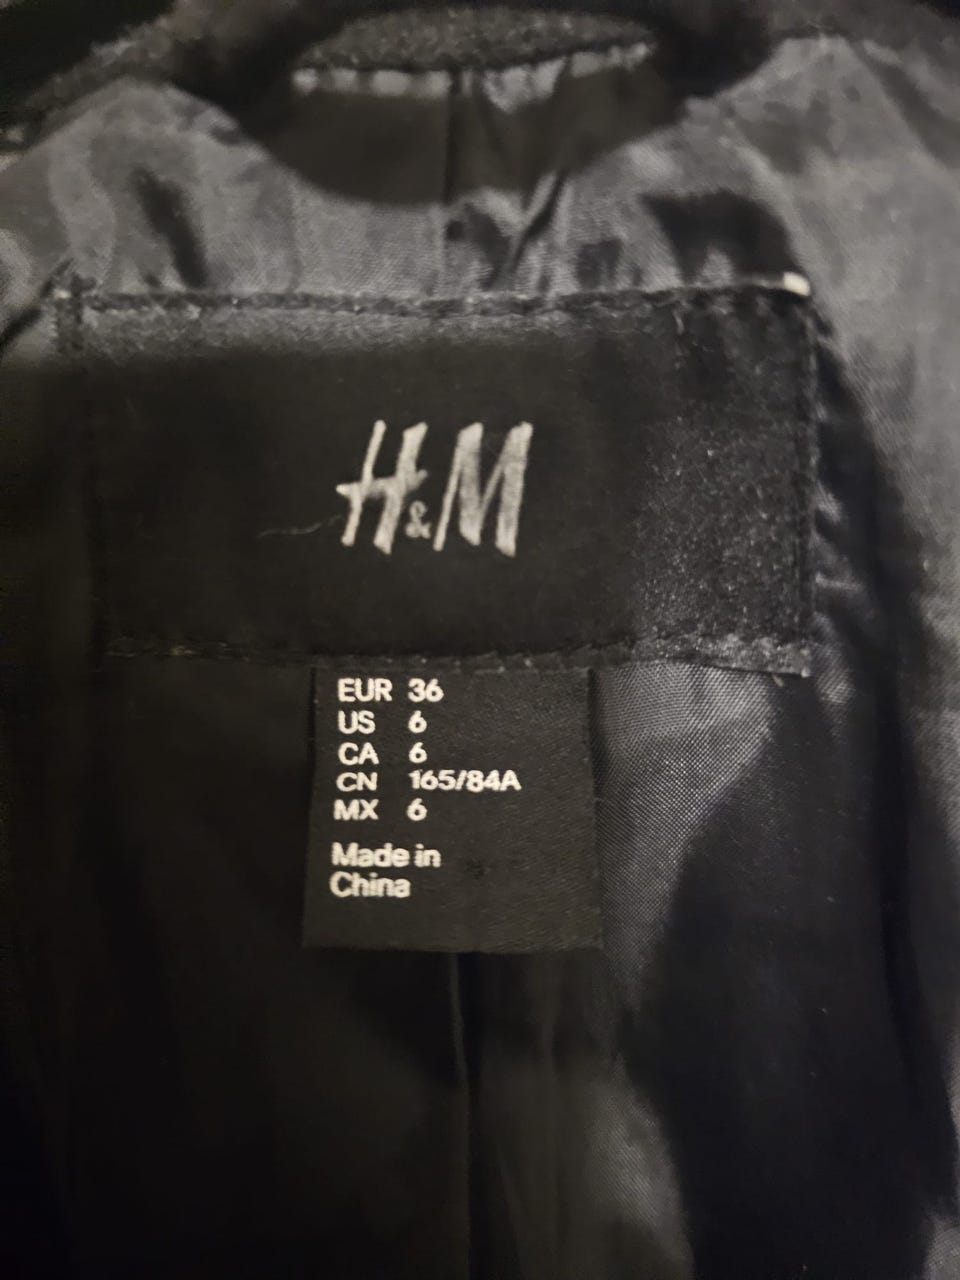 H&M
EUR 36
US 6
CA 6
CN 165/84A
MX 6
Made in
China